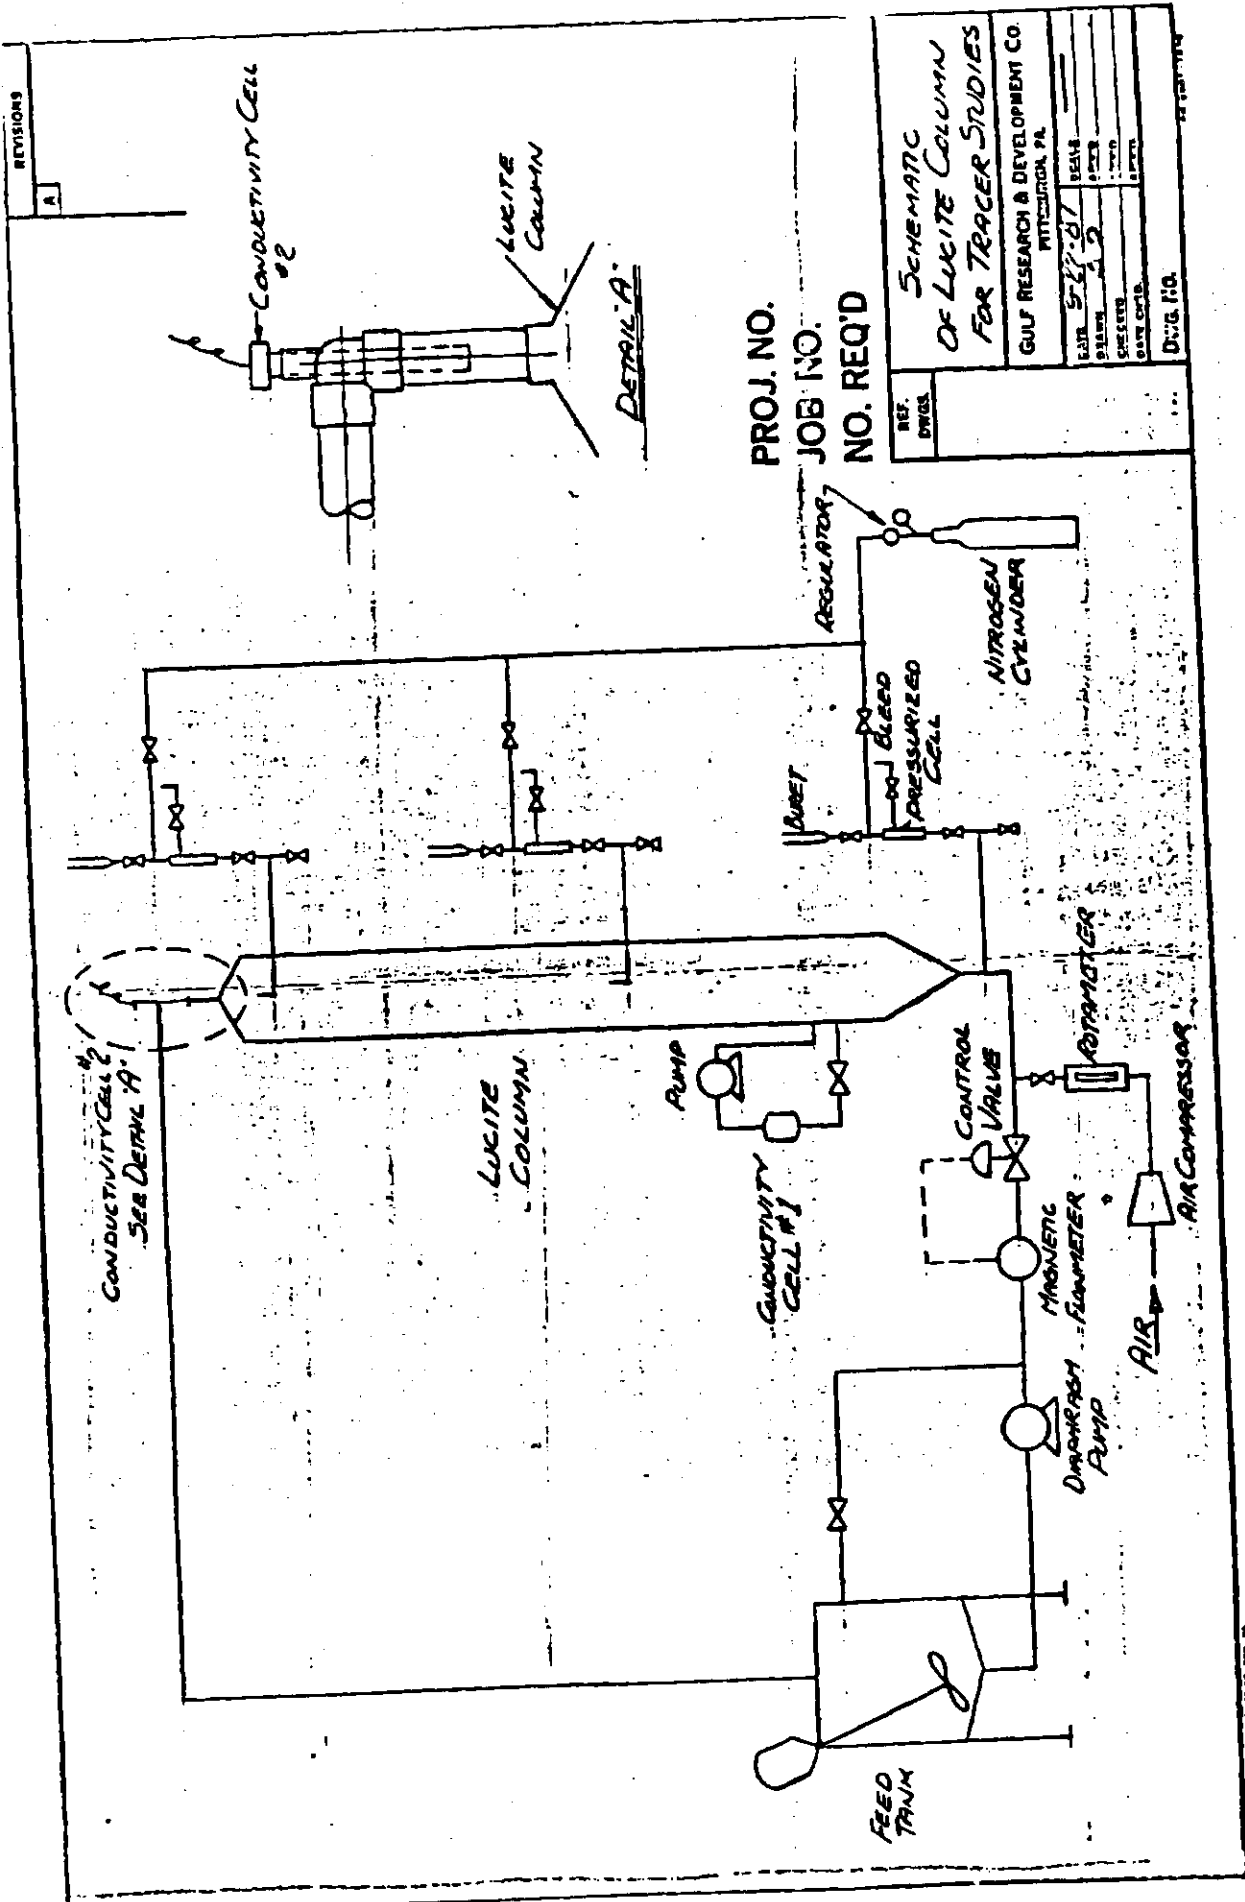 REVISIONS
A
CONDUCTIVITY CELL
#2
LUCITE
COLUMN
DETAIL "A"
CONDUCTIVITY CELL #2
SEE DETAIL "A"
LUCITE
COLUMN
PUMP
CONDUCTIVITY
CELL #1
BURET
BLEED
PRESSURIZED
CELL
REGULATOR
NITROGEN
CYLINDER
CONTROL
VALVE
ROTAMETER
MAGNETIC
FLOWMETER
AIR COMPRESSOR
AIR
DIAPHRAGM
PUMP
FEED
TANK
PROJ. NO.
JOB NO.
NO. REQ'D
REF.
DWGS.
SCHEMATIC
OF LUCITE COLUMN
FOR TRACER STUDIES
GULF RESEARCH & DEVELOPMENT CO.
PITTSBURGH, PA.
DATE
DRAWN
CHECKED
DWG. NO.